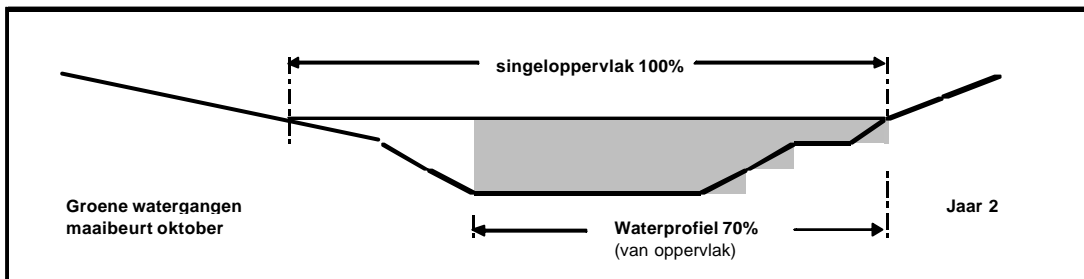 singeloppervlak 100%
Groene watergangen
maaibeurt oktober
Waterprofiel 70%
(van oppervlak)
Jaar 2